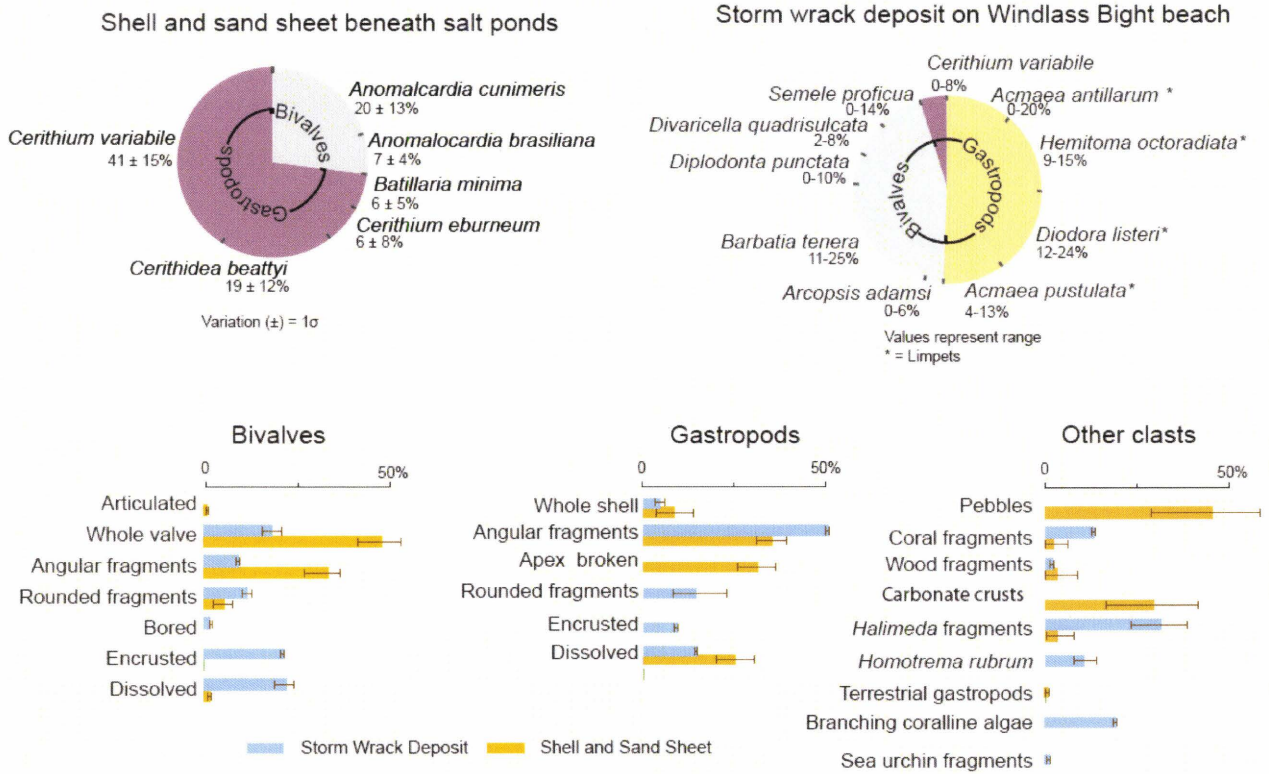 Shell and sand sheet beneath salt ponds
Anomalcardia cunimeris
20 ± 13%
Bivalves
Cerithium variabile
41 ± 15%
Anomalocardia brasiliana
7 ± 4%
Gastropods
Batillaria minima
6 ± 5%
Cerithium eburneum
6 ± 8%
Cerithidea beattyi
19 ± 12%
Variation (±) = 1σ
Storm wrack deposit on Windlass Bight beach
Cerithium variabile
0-8%
Semele proficua
0-14%
Acmaea antillarum *
0-20%
Divaricella quadrisulcata
2-8%
Hemitoma octoradiata*
9-15%
Diplodonta punctata
0-10%
Gastropods
Bivalves
Barbatia tenera
11-25%
Diodora listeri*
12-24%
Arcopsis adamsi
0-6%
Acmaea pustulata*
4-13%
Values represent range
* = Limpets
Bivalves
0 50%
Articulated
Whole valve
Angular fragments
Rounded fragments
Bored
Encrusted
Dissolved
Gastropods
0 50%
Whole shell
Angular fragments
Apex broken
Rounded fragments
Encrusted
Dissolved
Other clasts
0 50%
Pebbles
Coral fragments
Wood fragments
Carbonate crusts
Halimeda fragments
Homotrema rubrum
Terrestrial gastropods
Branching coralline algae
Sea urchin fragments
Storm Wrack Deposit Shell and Sand Sheet